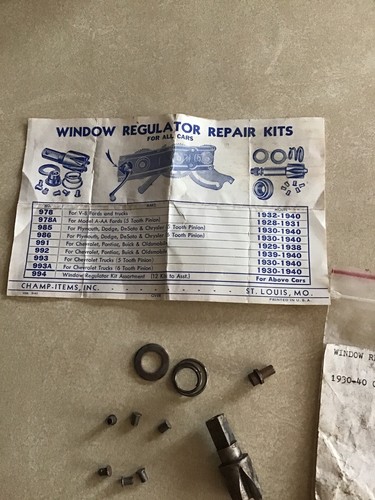 WINDOW REGULATOR REPAIR KITS
FOR ALL CARS
978 For V-8 Fords and trucks 1932-1940
978A For Model A-AA Fords (5 Tooth Pinion) 1928-1931
985 For Plymouth, Dodge, DeSoto & Chrysler (5 Tooth Pinion) 1930-1940
986 For Plymouth, Dodge, DeSoto & Chrysler (6 Tooth Pinion) 1930-1940
991 For Chevrolet, Pontiac, Buick & Oldsmobile 1929-1938
992 For Chevrolet, Pontiac, Buick & Oldsmobile 1939-1940
993 For Chevrolet Trucks (5 Tooth Pinion) 1930-1940
993A For Chevrolet Trucks (6 Tooth Pinion) 1930-1940
994 Window Regulator Kit Assortment (12 Kits to Asst.) For Above Cars
CHAMP-ITEMS, INC. ST. LOUIS, MO.
PRINTED IN U.S.A.
WINDOW
1930-40